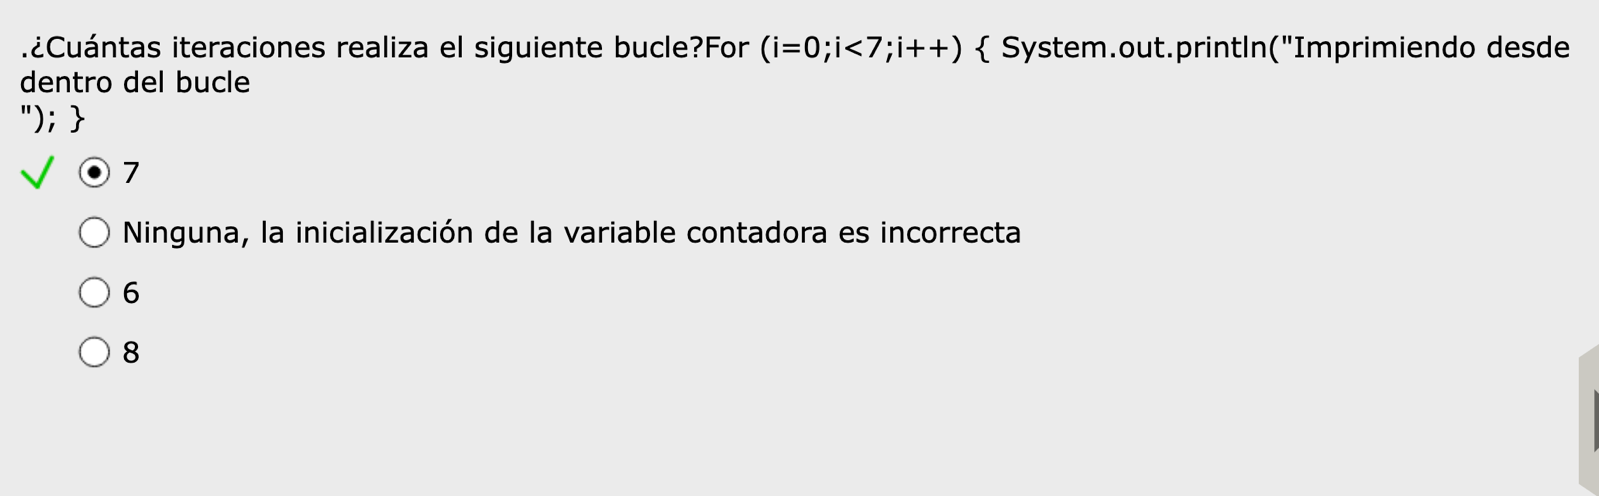 .¿Cuántas iteraciones realiza el siguiente bucle?For (i=0;i<7;i++) { System.out.println("Imprimiendo desde
dentro del bucle
"); }
7
Ninguna, la inicialización de la variable contadora es incorrecta
6
8